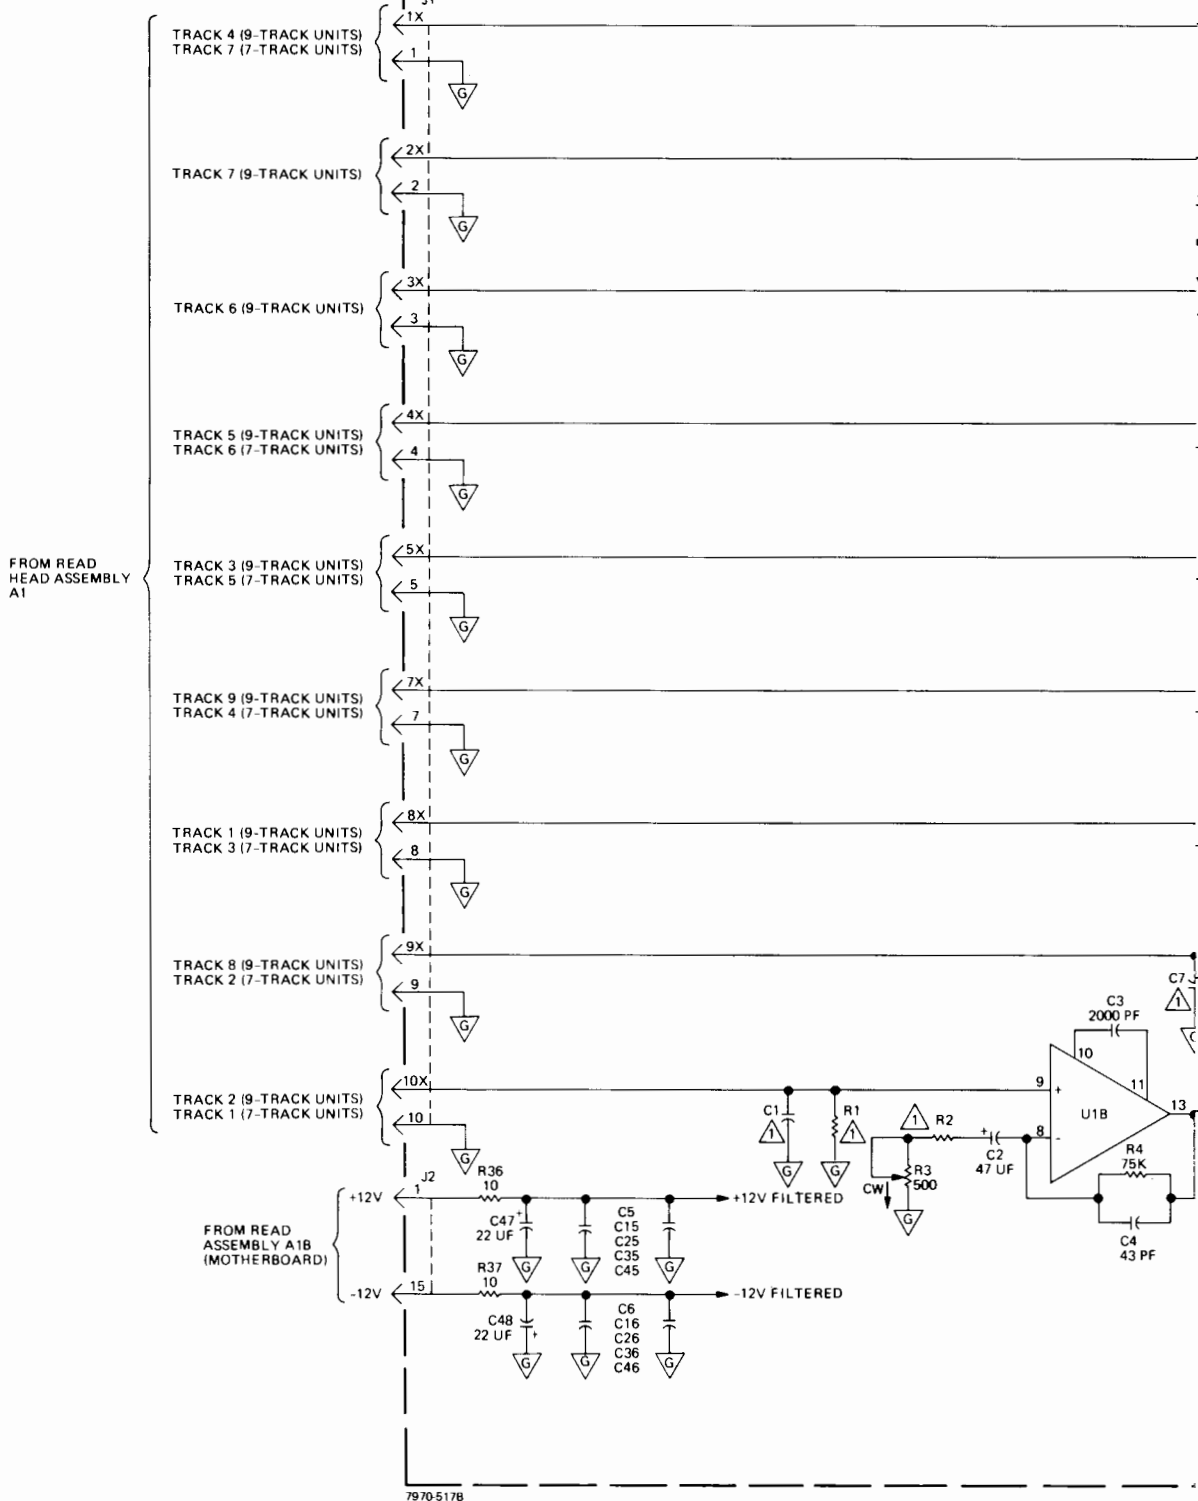 J1
TRACK 4 (9-TRACK UNITS)
TRACK 7 (7-TRACK UNITS)
1X
1
G
TRACK 7 (9-TRACK UNITS)
2X
2
G
TRACK 6 (9-TRACK UNITS)
3X
3
G
TRACK 5 (9-TRACK UNITS)
TRACK 6 (7-TRACK UNITS)
4X
4
G
FROM READ
HEAD ASSEMBLY
A1
TRACK 3 (9-TRACK UNITS)
TRACK 5 (7-TRACK UNITS)
5X
5
G
TRACK 9 (9-TRACK UNITS)
TRACK 4 (7-TRACK UNITS)
7X
7
G
TRACK 1 (9-TRACK UNITS)
TRACK 3 (7-TRACK UNITS)
8X
8
G
TRACK 8 (9-TRACK UNITS)
TRACK 2 (7-TRACK UNITS)
9X
9
G
C7
1
TRACK 2 (9-TRACK UNITS)
TRACK 1 (7-TRACK UNITS)
10X
10
G
C1
1
G
R1
1
G
1
R2
R3
500
CW
G
+
C2
47 UF
C3
2000 PF
10
11
9
+
U1B
13
8
-
R4
75K
C4
43 PF
FROM READ
ASSEMBLY A1B
(MOTHERBOARD)
J2
+12V
1
R36
10
+
C47
22 UF
G
G
C5
C15
C25
C35
C45
G
+12V FILTERED
-12V
15
R37
10
C48
22 UF
+
G
G
C6
C16
C26
C36
C46
G
-12V FILTERED
7970-517B